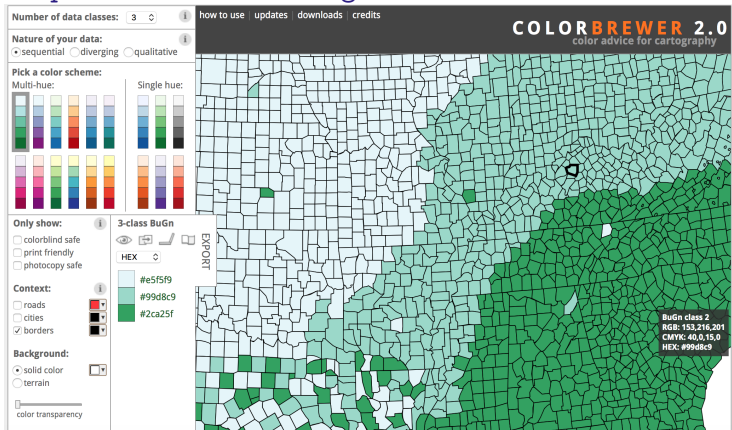 Number of data classes: 3 i
how to use | updates | downloads | credits
COLORBREWER 2.0
color advice for cartography
Nature of your data: i
sequential diverging qualitative
Pick a color scheme:
Multi-hue: Single hue:
Only show: i
colorblind safe
print friendly
photocopy safe
Context: i
roads
cities
borders
Background:
solid color
terrain
color transparency
3-class BuGn
EXPORT
HEX
#e5f5f9
#99d8c9
#2ca25f
BuGn class 2
RGB: 153,216,201
CMYK: 40,0,15,0
HEX: #99d8c9